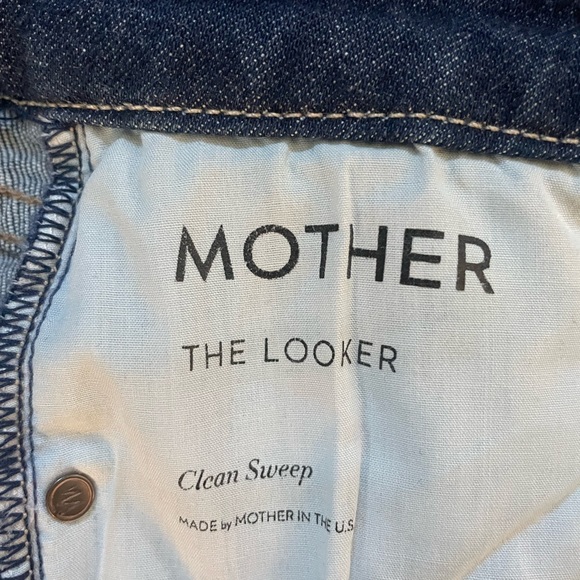 MOTHER
THE LOOKER
Clean Sweep
MADE by MOTHER IN THE U.S.